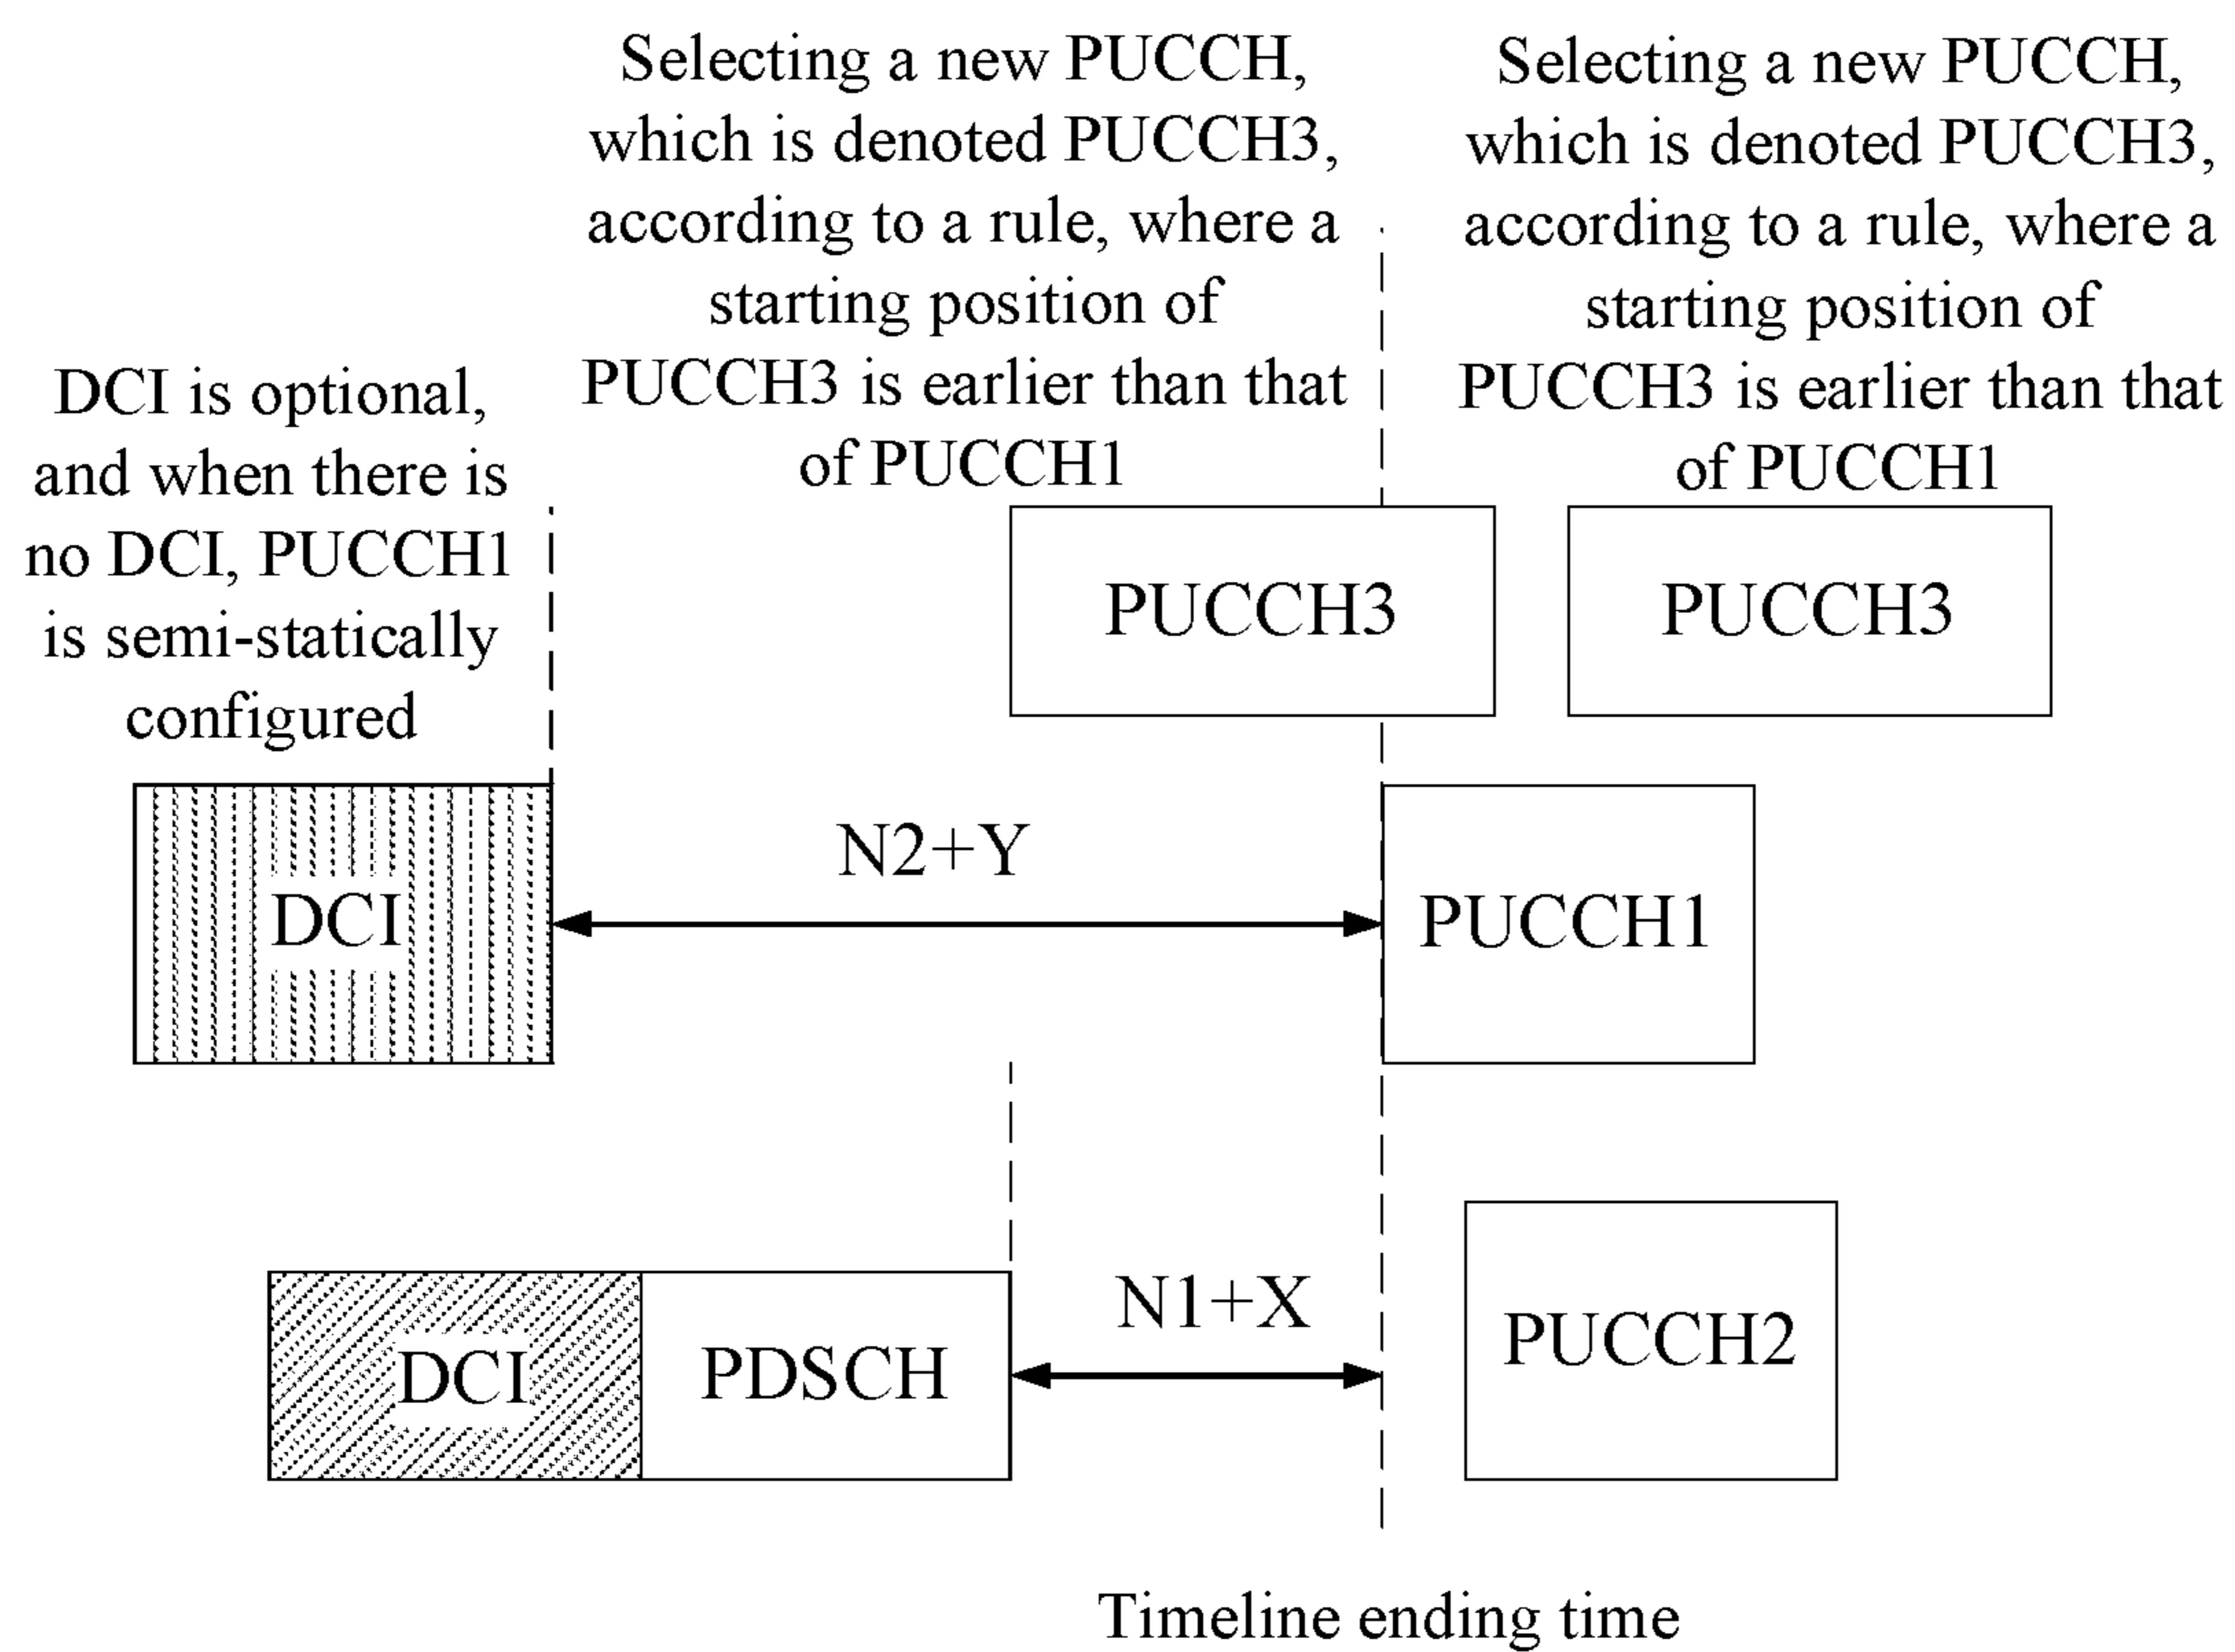 Selecting a new PUCCH,
which is denoted PUCCH3,
according to a rule, where a
starting position of
PUCCH3 is earlier than that
of PUCCH1
Selecting a new PUCCH,
which is denoted PUCCH3,
according to a rule, where a
starting position of
PUCCH3 is earlier than that
of PUCCH1
DCI is optional,
and when there is
no DCI, PUCCH1
is semi-statically
configured
PUCCH3
PUCCH3
DCI
N2+Y
PUCCH1
DCI
PDSCH
N1+X
PUCCH2
Timeline ending time